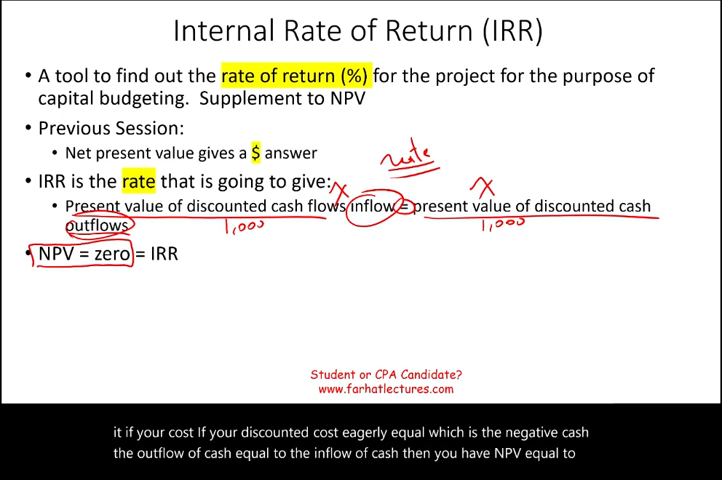 Internal Rate of Return (IRR)
• A tool to find out the rate of return (%) for the project for the purpose of
capital budgeting. Supplement to NPV
• Previous Session:
• Net present value gives a $ answer
rate
• IRR is the rate that is going to give:
X X
• Present value of discounted cash flows inflow = present value of discounted cash
outflows 1,000 1,000
• NPV = zero = IRR
Student or CPA Candidate?
www.farhatlectures.com
it if your cost If your discounted cost eagerly equal which is the negative cash
the outflow of cash equal to the inflow of cash then you have NPV equal to